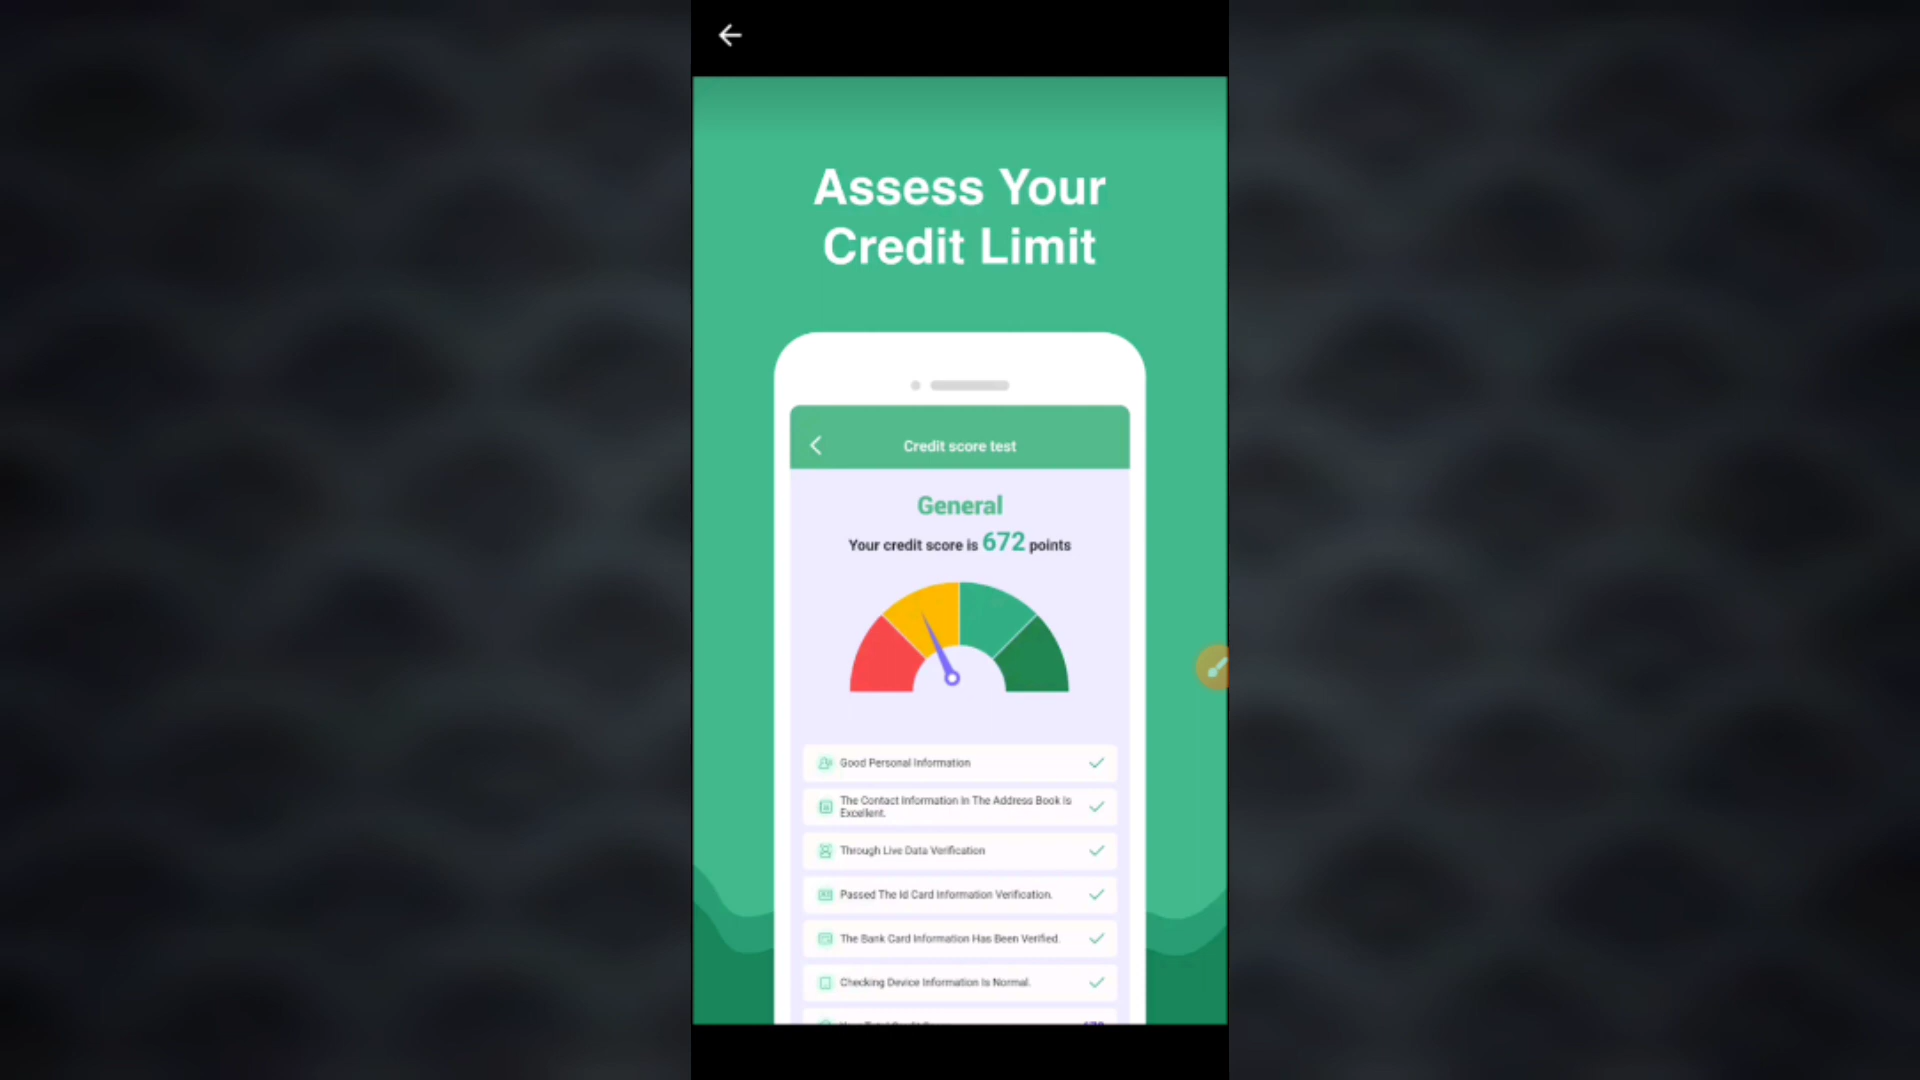 Assess Your
Credit Limit
Credit score test
General
Your credit score is 672 points
Good Personal Information
The Contact Information In The Address Book Is
Excellent.
Through Live Data Verification
Passed The Id Card Information Verification.
The Bank Card Information Has Been Verified.
Checking Device Information Is Normal.